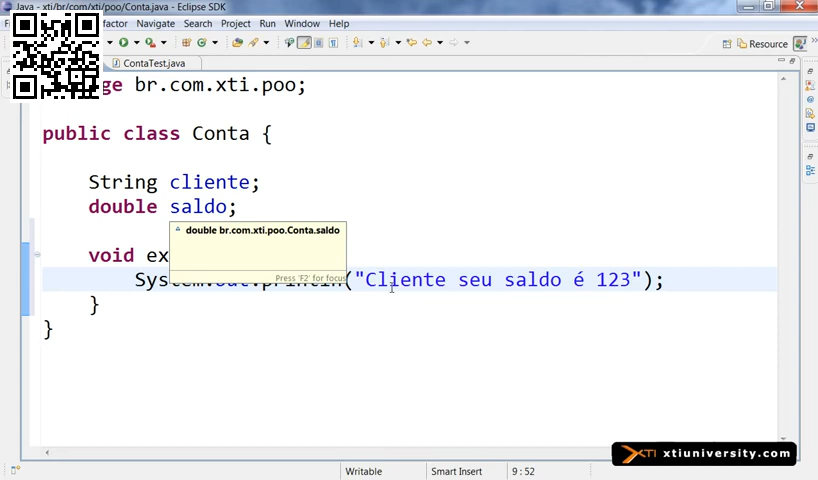 Java - xti/br/com/xti/poo/Conta.java - Eclipse SDK
Navigate Search Project Run Window Help
Resource
ContaTest.java
br.com.xti.poo;
public class Conta {
String cliente;
double saldo;
double br.com.xti.poo.Conta.saldo
void ex
Press 'F2' for focus
("Cliente seu saldo é 123");
}
}
XTI xtiuniversity.com
Writable Smart Insert 9 : 52